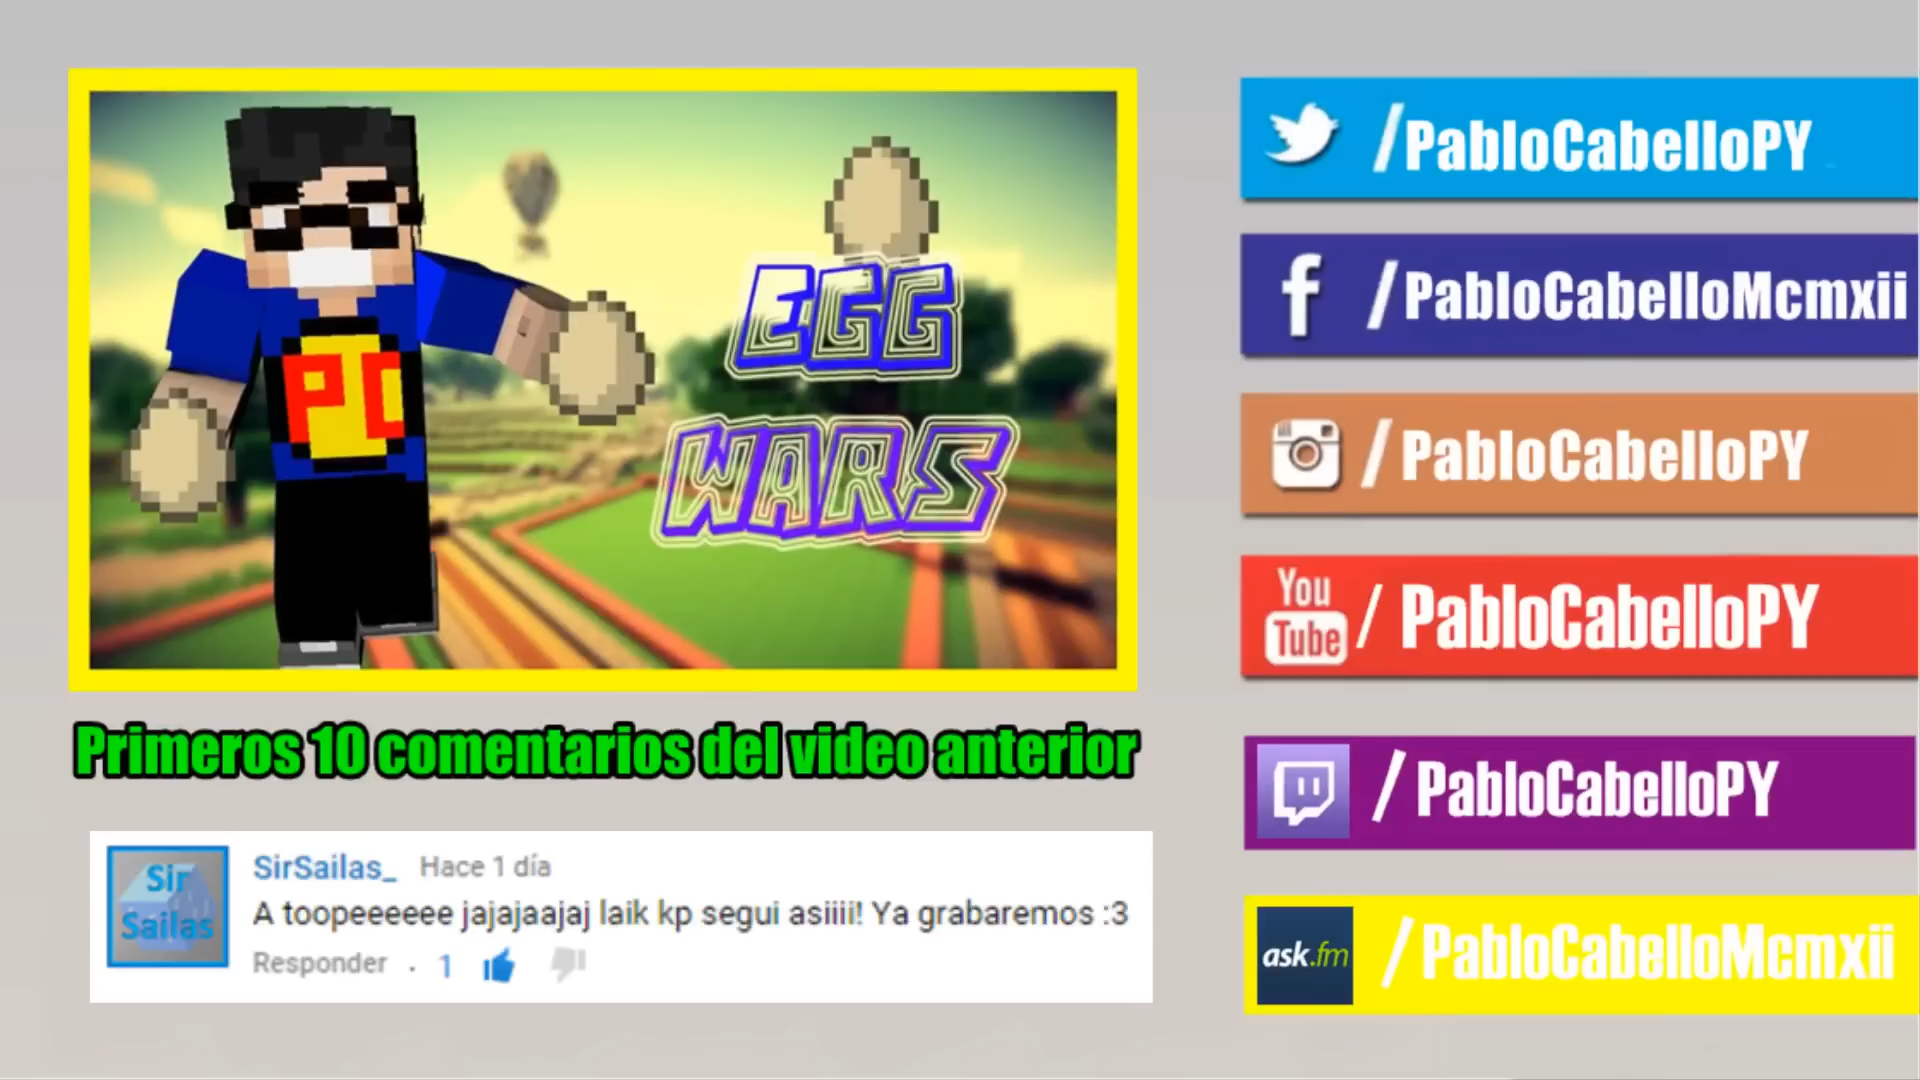 EGG
WARS
PC
Primeros 10 comentarios del video anterior
Sir
Sailas
SirSailas_ Hace 1 día
A toopeeeeee jajajaajaj laik kp segui asiiii! Ya grabaremos :3
Responder . 1
/PabloCabelloPY
f /PabloCabelloMcmxii
/PabloCabelloPY
You
Tube / PabloCabelloPY
/ PabloCabelloPY
ask.fm / PabloCabelloMcmxii